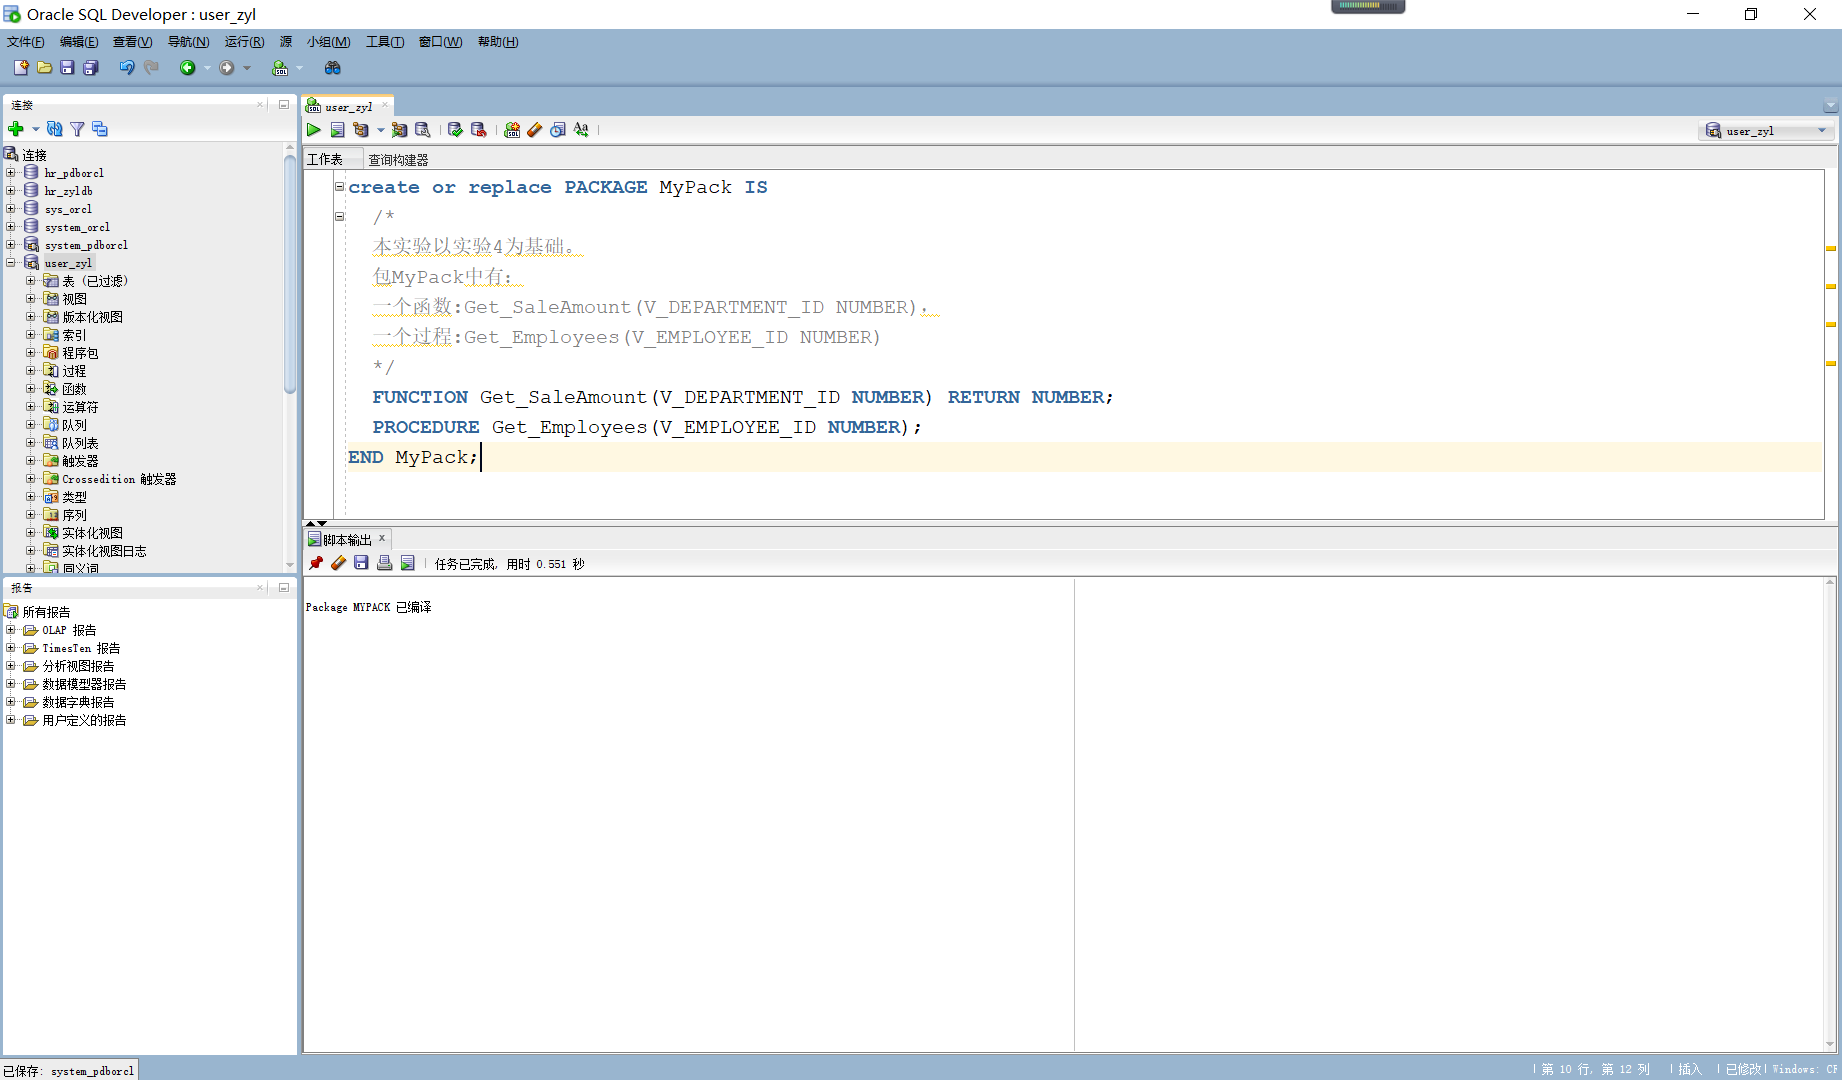 Oracle SQL Developer : user_zyl
文件(F) 编辑(E) 查看(V) 导航(N) 运行(R) 源 小组(M) 工具(T) 窗口(W) 帮助(H)
连接
连接
hr_pdborcl
hr_zyldb
sys_orcl
system_orcl
system_pdborcl
user_zyl
表 (已过滤)
视图
版本化视图
索引
程序包
过程
函数
运算符
队列
队列表
触发器
Crossedition 触发器
类型
序列
实体化视图
实体化视图日志
同义词
报告
所有报告
OLAP 报告
TimesTen 报告
分析视图报告
数据模型器报告
数据字典报告
用户定义的报告
user_zyl
user_zyl
工作表 查询构建器
create or replace PACKAGE MyPack IS
/*
本实验以实验4为基础。
包MyPack中有：
一个函数:Get_SaleAmount(V_DEPARTMENT_ID NUMBER)，
一个过程:Get_Employees(V_EMPLOYEE_ID NUMBER)
*/
FUNCTION Get_SaleAmount(V_DEPARTMENT_ID NUMBER) RETURN NUMBER;
PROCEDURE Get_Employees(V_EMPLOYEE_ID NUMBER);
END MyPack;
脚本输出
任务已完成, 用时 0.551 秒
Package MYPACK 已编译
已保存: system_pdborcl
第 10 行, 第 12 列 | 插入 | 已修改 | Windows: CF